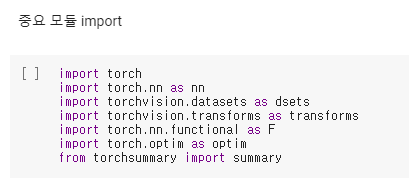 중요 모듈 import
[ ] import torch
import torch.nn as nn
import torchvision.datasets as dsets
import torchvision.transforms as transforms
import torch.nn.functional as F
import torch.optim as optim
from torchsummary import summary